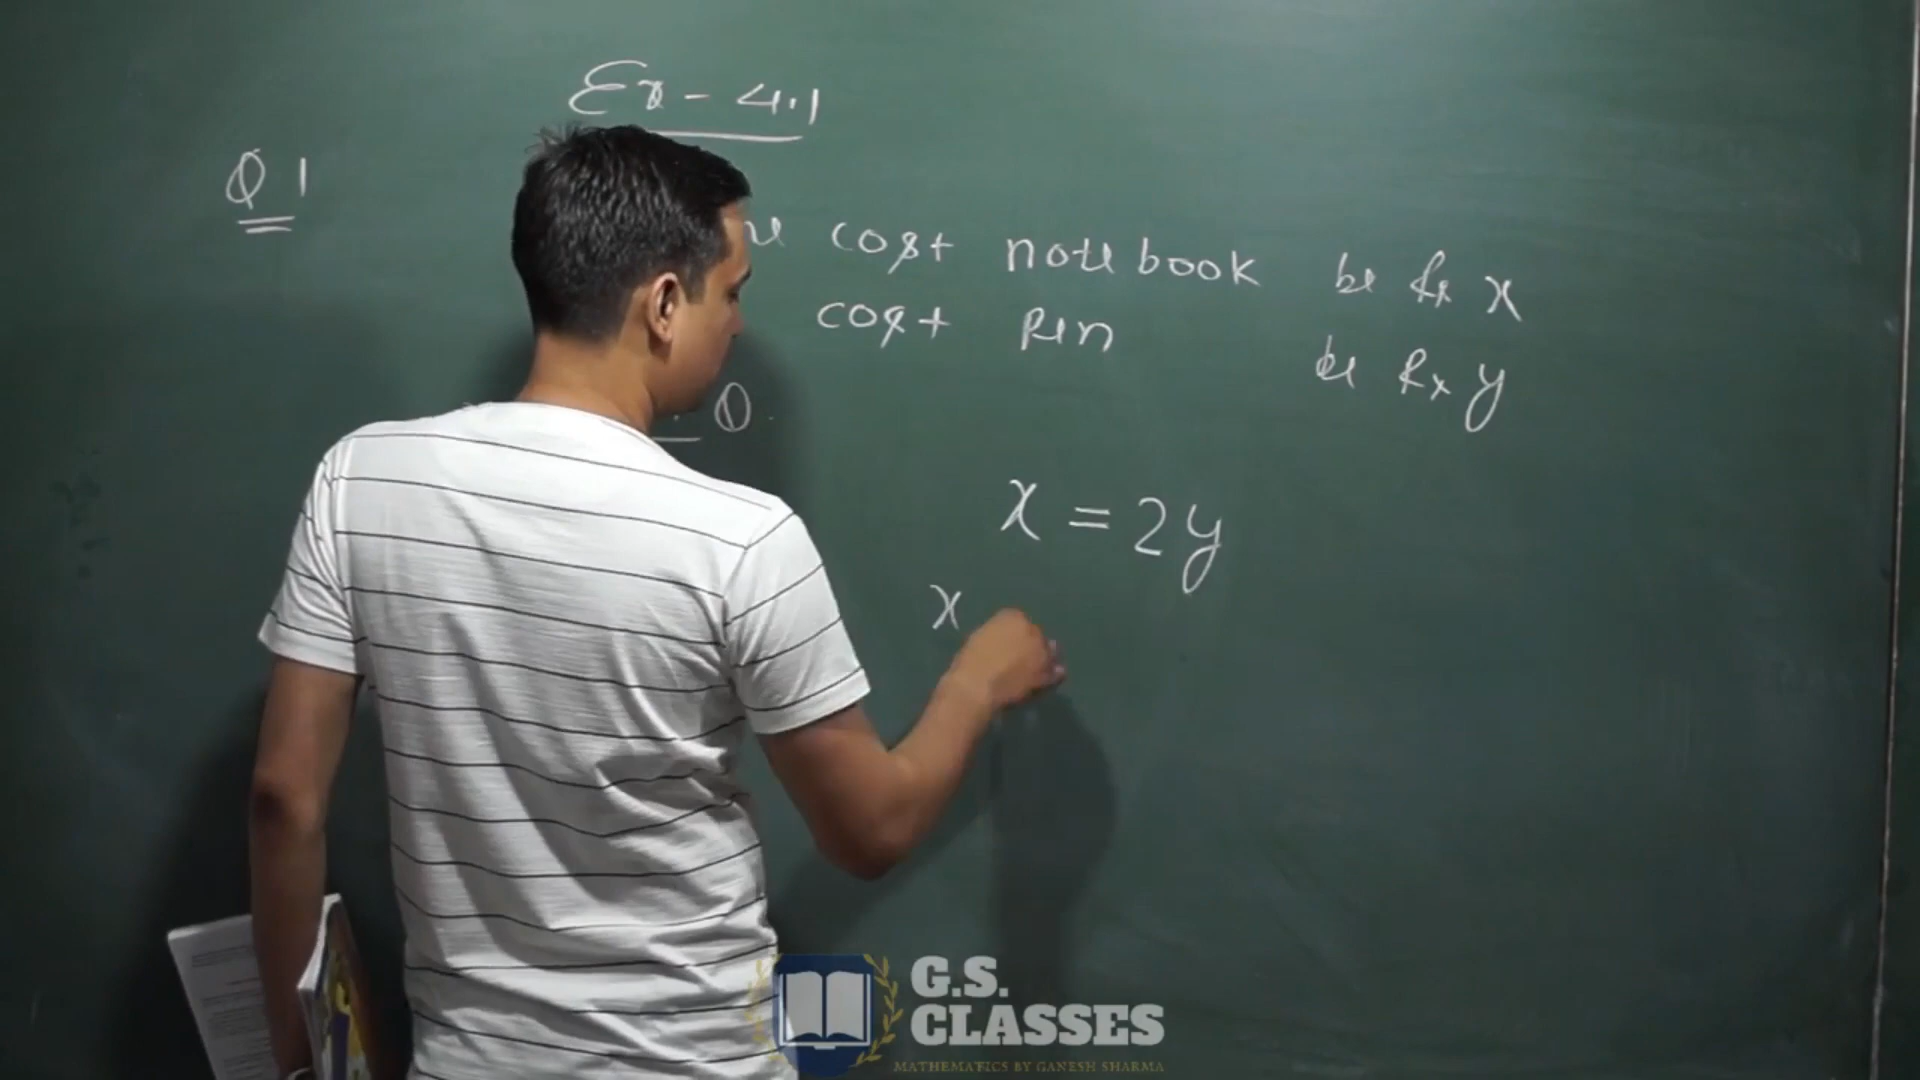 Ex - 4.1
Q 1
cost notebook be Rs x
cost Pen be Rs y
Q.
x = 2y
x
G.S.
CLASSES
MATHEMATICS BY GANESH SHARMA